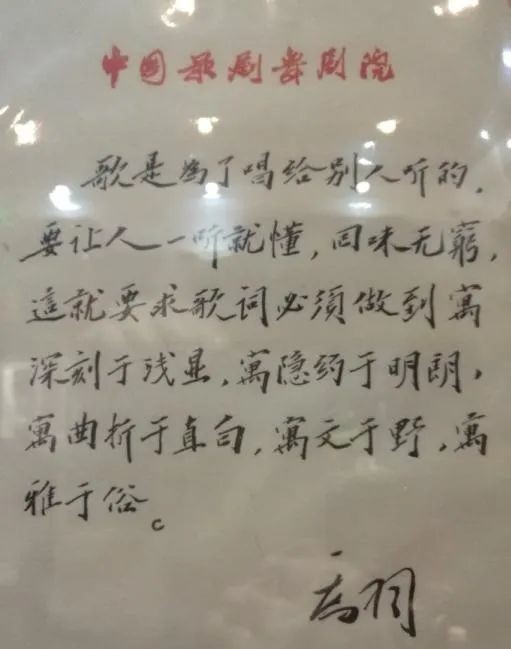 中国歌剧舞剧院
歌是为了唱给别人听的，
要让人一听就懂，回味无窮，
這就要求歌词必須做到寓
深刻于浅显，寓隐约于明朗，
寓曲折于直白，寓文于野，寓
雅于俗。
乔羽